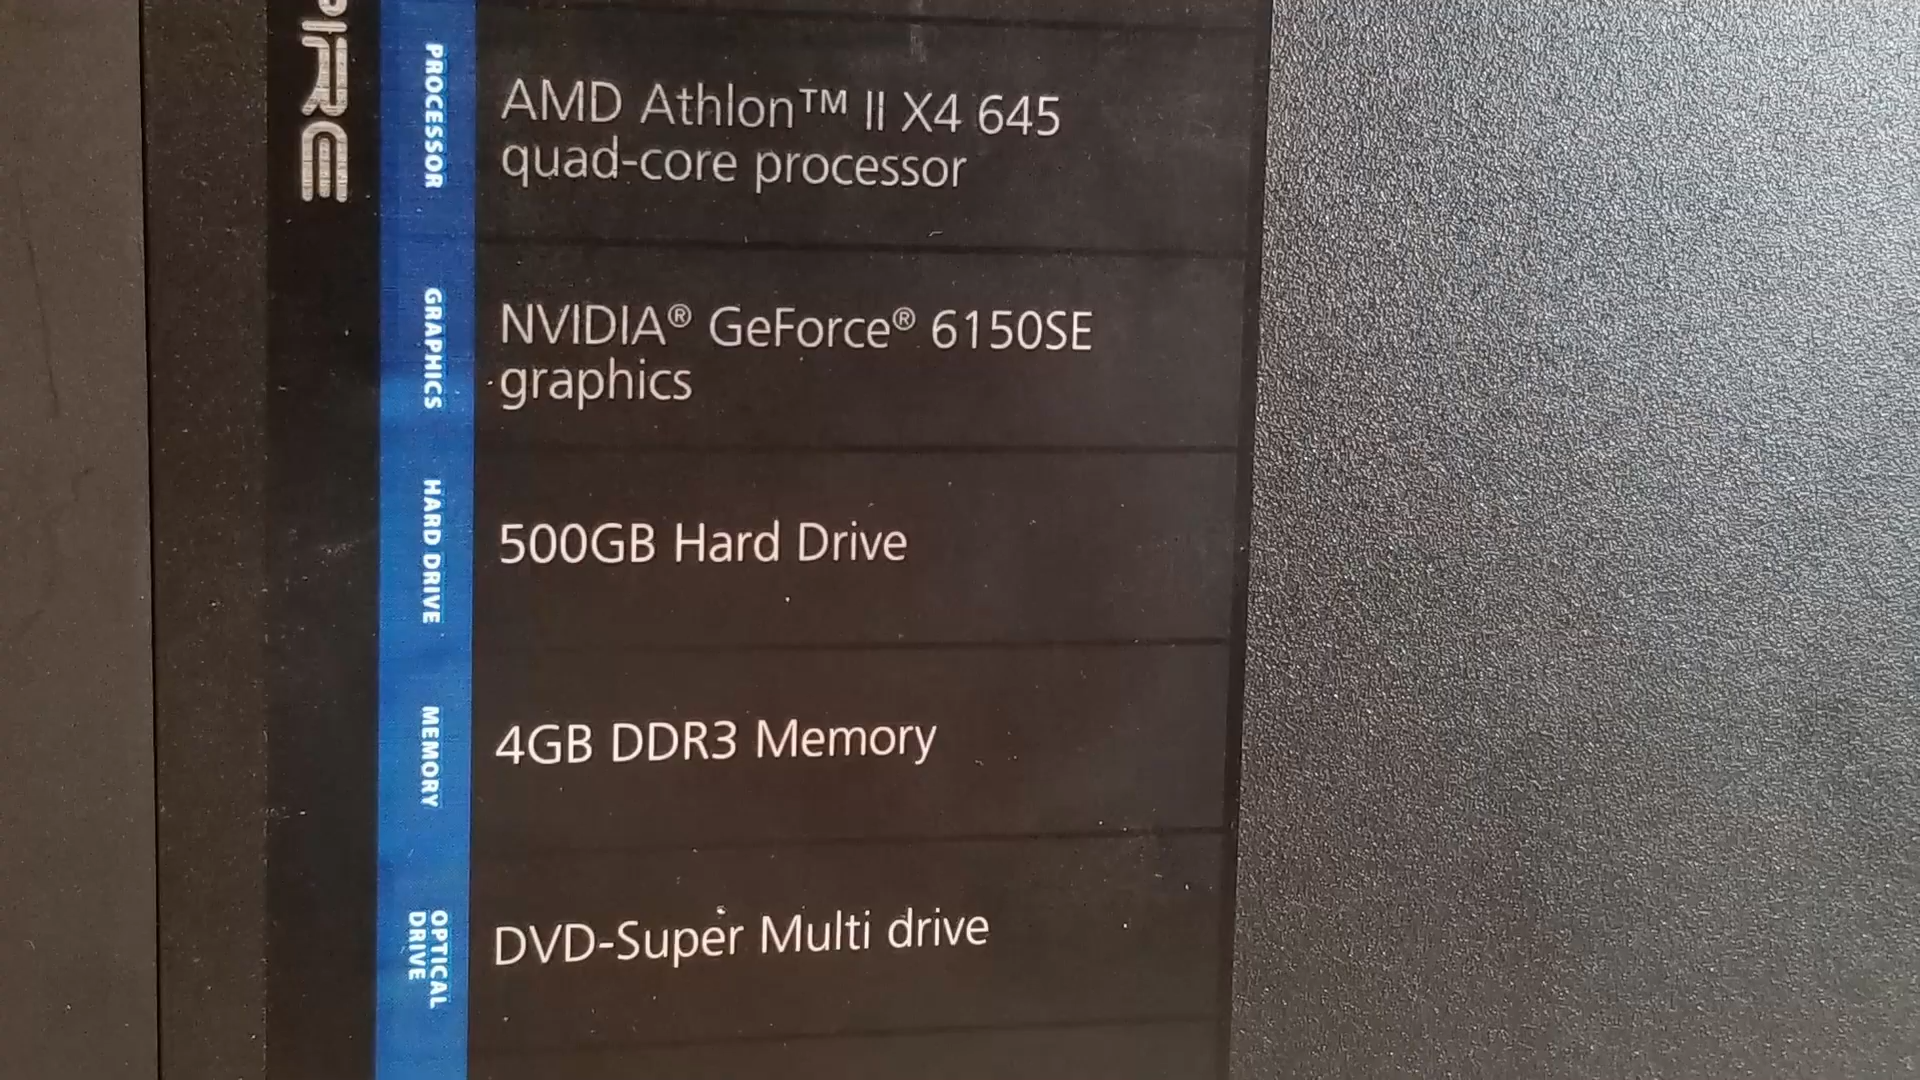 PROCESSOR
AMD Athlon™ II X4 645
quad-core processor
GRAPHICS
NVIDIA® GeForce® 6150SE
graphics
HARD DRIVE
500GB Hard Drive
MEMORY
4GB DDR3 Memory
OPTICAL
DRIVE
DVD-Super Multi drive